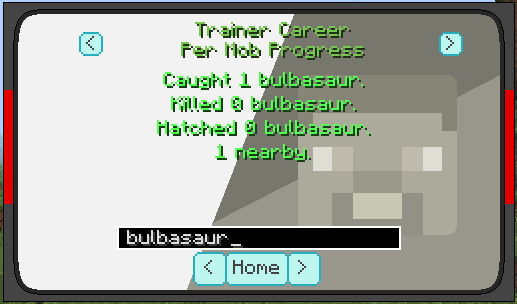 Trainer Career
Per Mob Progress
< >
Caught 1 bulbasaur.
Killed 0 bulbasaur.
Hatched 0 bulbasaur.
1 nearby.
bulbasaur_
< Home >